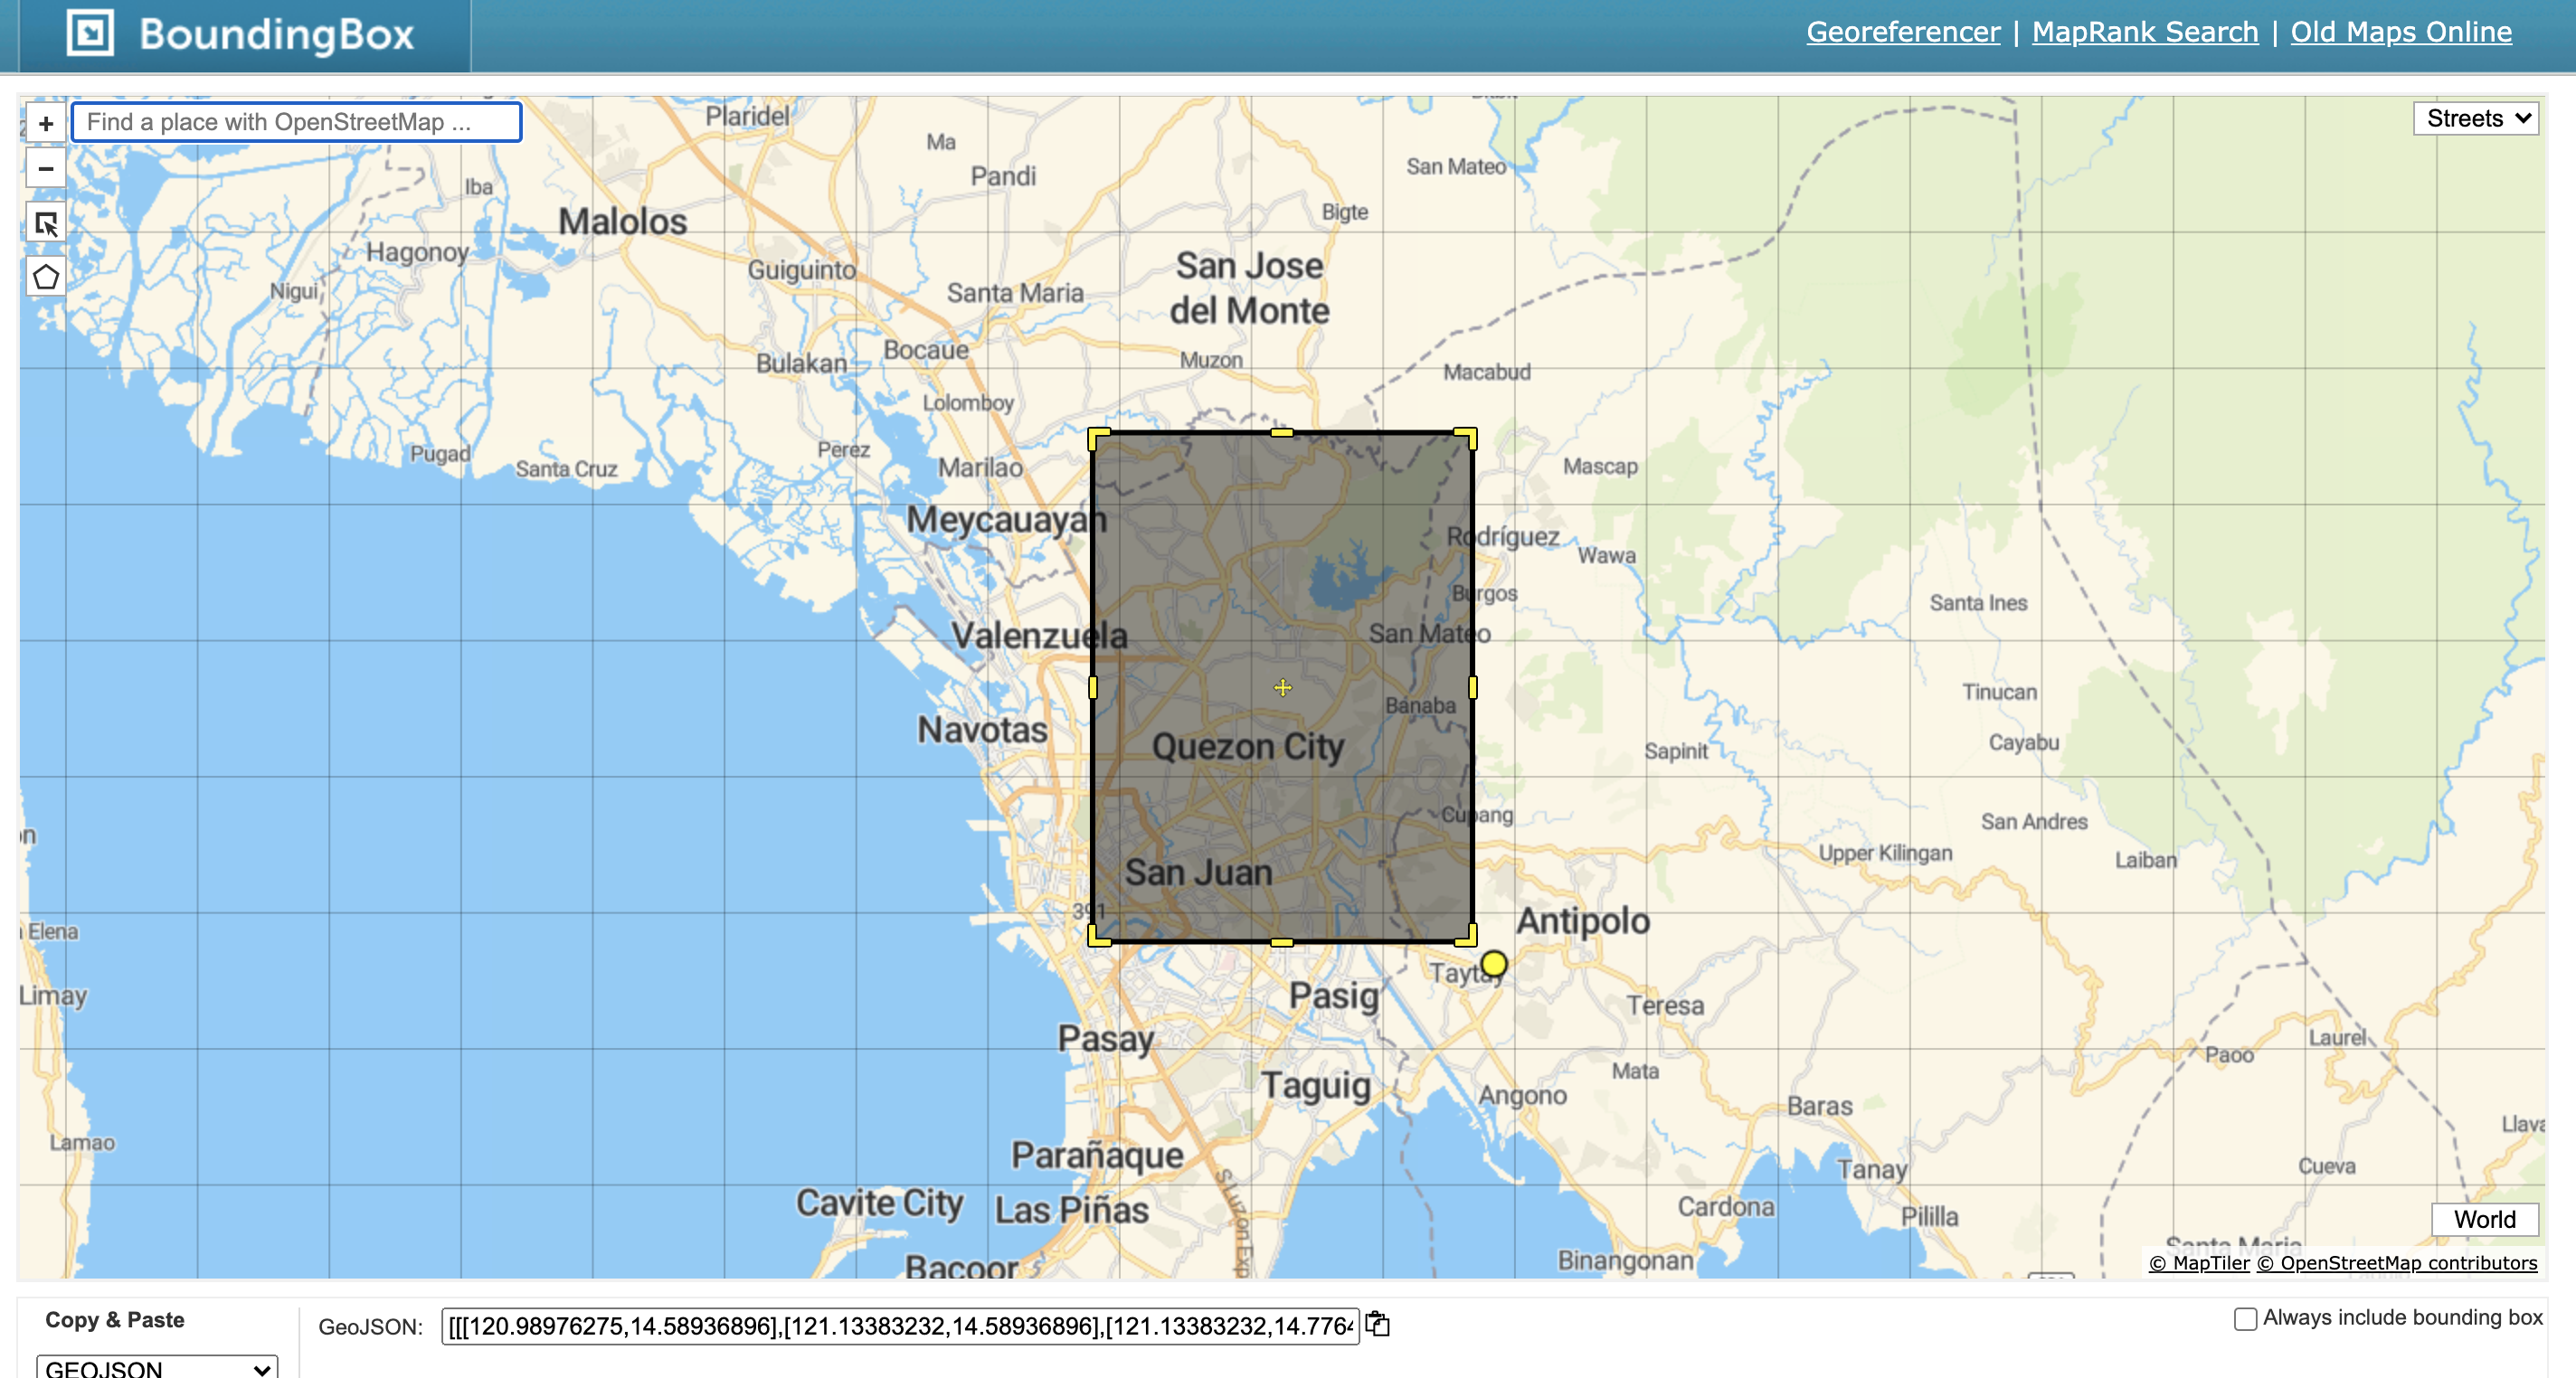 BoundingBox
Georeferencer | MapRank Search | Old Maps Online
+
Find a place with OpenStreetMap ...
Streets
−
Plaridel
Ma
Pandi
San Mateo
Iba
Bigte
Malolos
Hagonoy
Guiguinto
San Jose
del Monte
Nigui
Santa Maria
Bulakan
Bocaue
Muzon
Macabud
Lolomboy
Pugad
Santa Cruz
Perez
Marilao
Mascap
Meycauayan
Rodríguez
Wawa
Burgos
Santa Ines
Valenzuela
San Mateo
Tinucan
Banaba
Navotas
Quezon City
Sapinit
Cayabu
Cupang
San Andres
Upper Kilingan
Laiban
San Juan
391
Antipolo
Elena
Taytay
Limay
Pasig
Teresa
Pasay
Laurel
Paoo
Mata
Taguig
Angono
Baras
Llava
Lamao
Parañaque
Tanay
Cueva
Cavite City
Las Piñas
S Luzon Exp
Cardona
Pililla
World
Santa Maria
Bacoor
5
Binangonan
© MapTiler © OpenStreetMap contributors
Copy & Paste
GeoJSON:
[[[120.98976275,14.58936896],[121.13383232,14.58936896],[121.13383232,14.776
Always include bounding box
GEOJSON